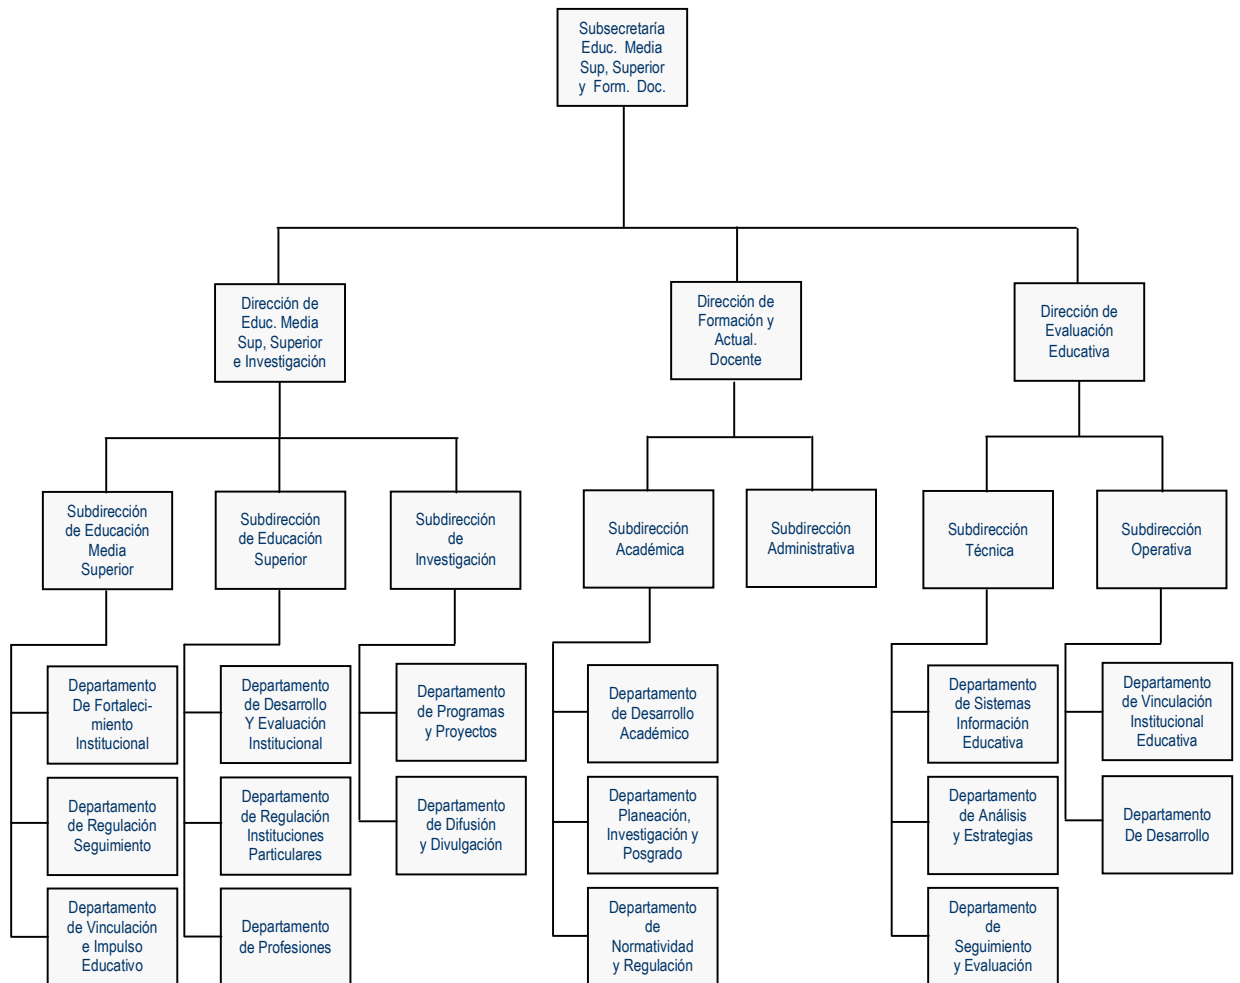 Subsecretaría
Educ. Media
Sup, Superior
y Form. Doc.
Dirección de
Educ. Media
Sup, Superior
e Investigación
Dirección de
Formación y
Actual.
Docente
Dirección de
Evaluación
Educativa
Subdirección
de Educación
Media
Superior
Subdirección
de Educación
Superior
Subdirección
de
Investigación
Subdirección
Académica
Subdirección
Administrativa
Subdirección
Técnica
Subdirección
Operativa
Departamento
De Fortaleci-
miento
Institucional
Departamento
de Desarrollo
Y Evaluación
Institucional
Departamento
de Programas
y Proyectos
Departamento
de Desarrollo
Académico
Departamento
de Sistemas
Información
Educativa
Departamento
de Vinculación
Institucional
Educativa
Departamento
de Regulación
Seguimiento
Departamento
de Regulación
Instituciones
Particulares
Departamento
de Difusión
y Divulgación
Departamento
Planeación,
Investigación y
Posgrado
Departamento
de Análisis
y Estrategias
Departamento
De Desarrollo
Departamento
de Vinculación
e Impulso
Educativo
Departamento
de Profesiones
Departamento
de
Normatividad
y Regulación
Departamento
de
Seguimiento
y Evaluación